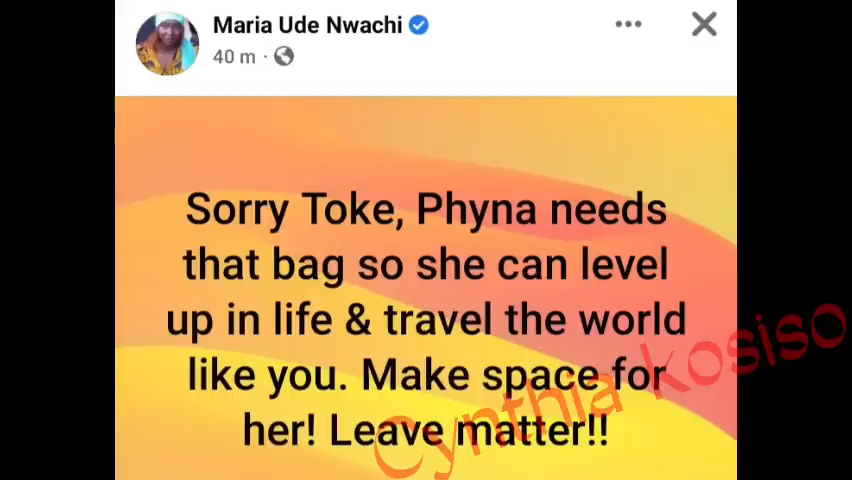 Maria Ude Nwachi
40 m ·
Sorry Toke, Phyna needs
that bag so she can level
up in life & travel the world
like you. Make space for
her! Leave matter!!
Cynthia Kosiso